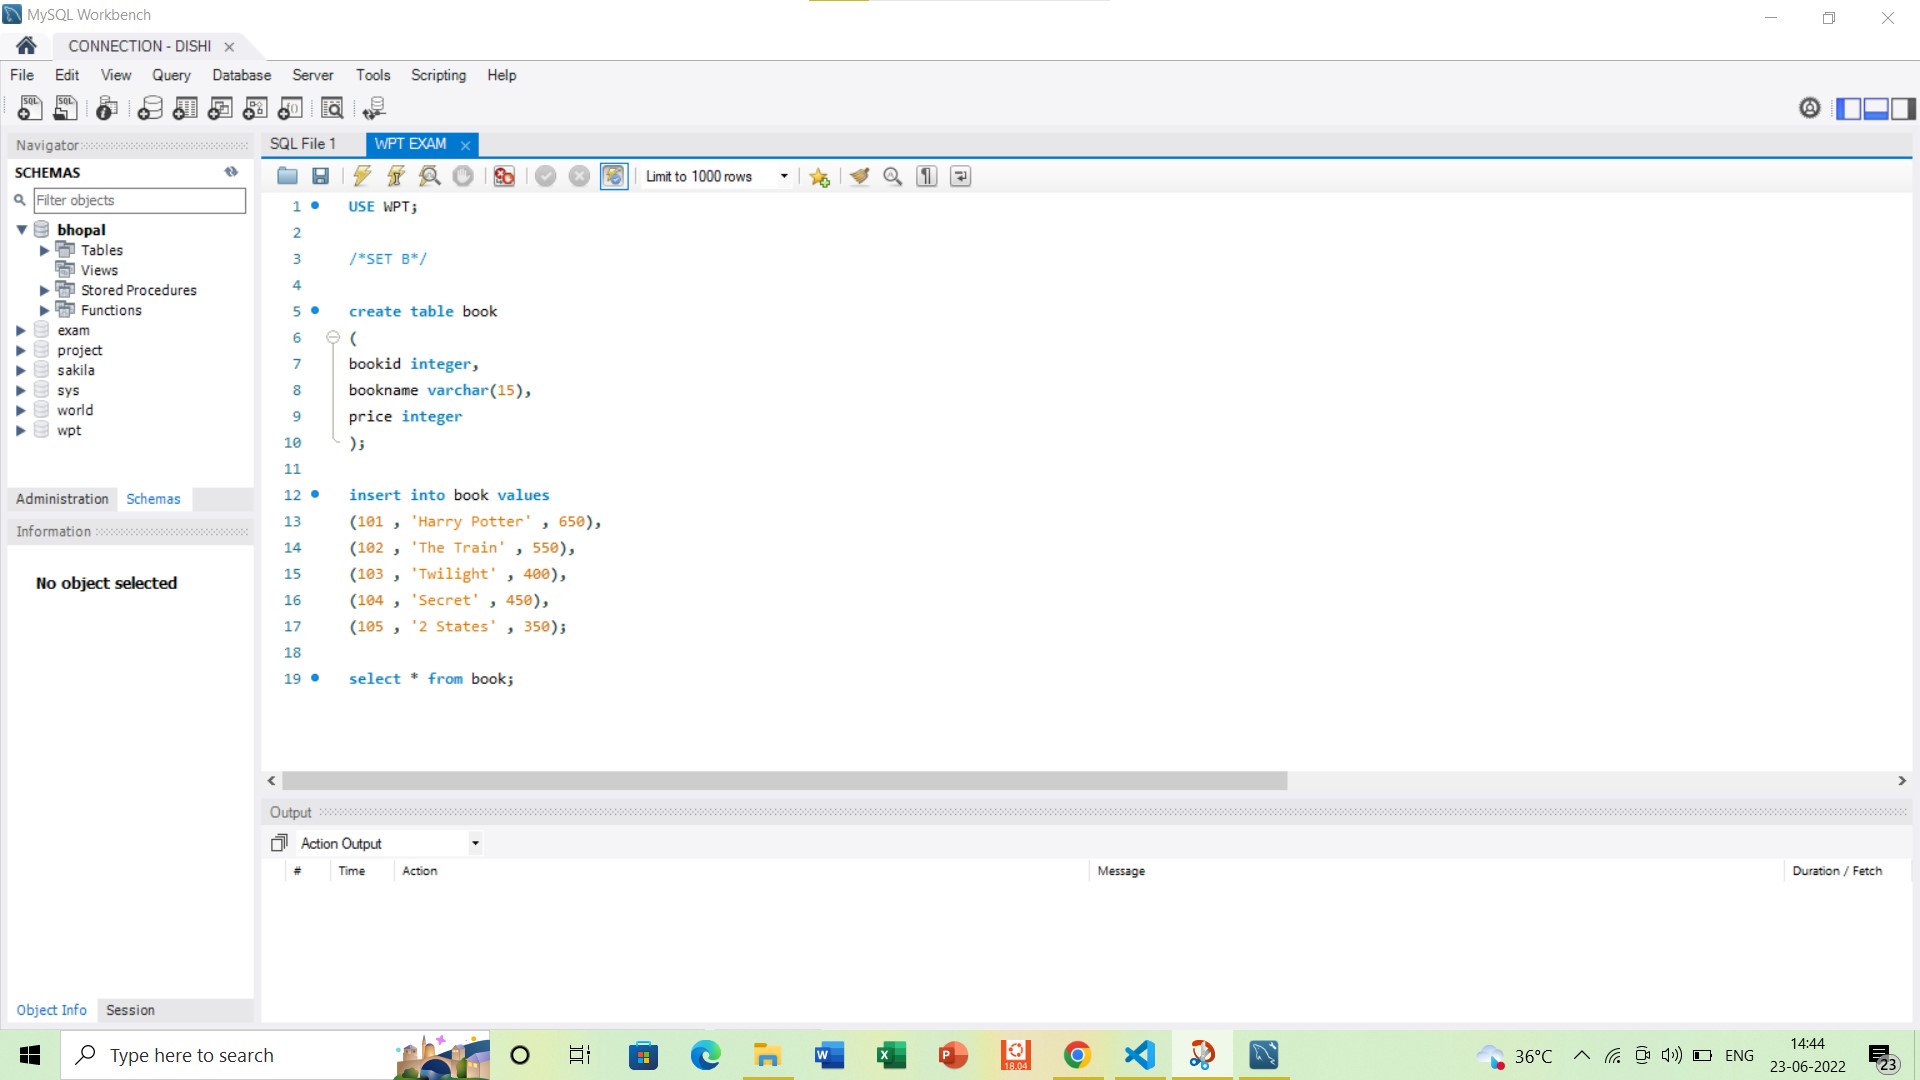 MySQL Workbench
CONNECTION - DISHI
File Edit View Query Database Server Tools Scripting Help
Navigator
SCHEMAS
Filter objects
bhopal
Tables
Views
Stored Procedures
Functions
exam
project
sakila
sys
world
wpt
Administration Schemas
Information
No object selected
Object Info Session
SQL File 1 WPT EXAM
Limit to 1000 rows
1 USE WPT;
2
3 /*SET B*/
4
5 create table book
6 (
7 bookid integer,
8 bookname varchar(15),
9 price integer
10 );
11
12 insert into book values
13 (101 , 'Harry Potter' , 650),
14 (102 , 'The Train' , 550),
15 (103 , 'Twilight' , 400),
16 (104 , 'Secret' , 450),
17 (105 , '2 States' , 350);
18
19 select * from book;
Output
Action Output
# Time Action Message Duration / Fetch
Type here to search
18.04
36°C
ENG
14:44
23-06-2022
23